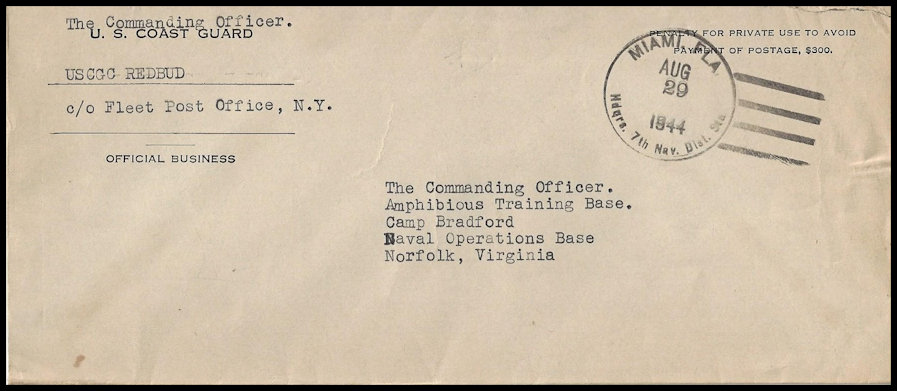 The Commanding Officer.
U. S. COAST GUARD
USCGC REDBUD
c/o Fleet Post Office, N.Y.
OFFICIAL BUSINESS
PENALTY FOR PRIVATE USE TO AVOID
PAYMENT OF POSTAGE, $300.
MIAMI, FLA.
AUG
29
1944
Hdqrs. 7th Nav. Dist. Sta
The Commanding Officer.
Amphibious Training Base.
Camp Bradford
Naval Operations Base
Norfolk, Virginia